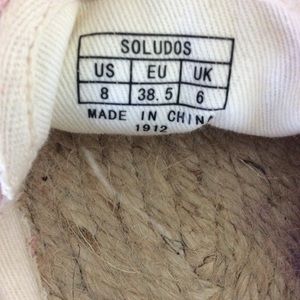 SOLUDOS
US EU UK
8 38.5 6
MADE IN CHINA
1912